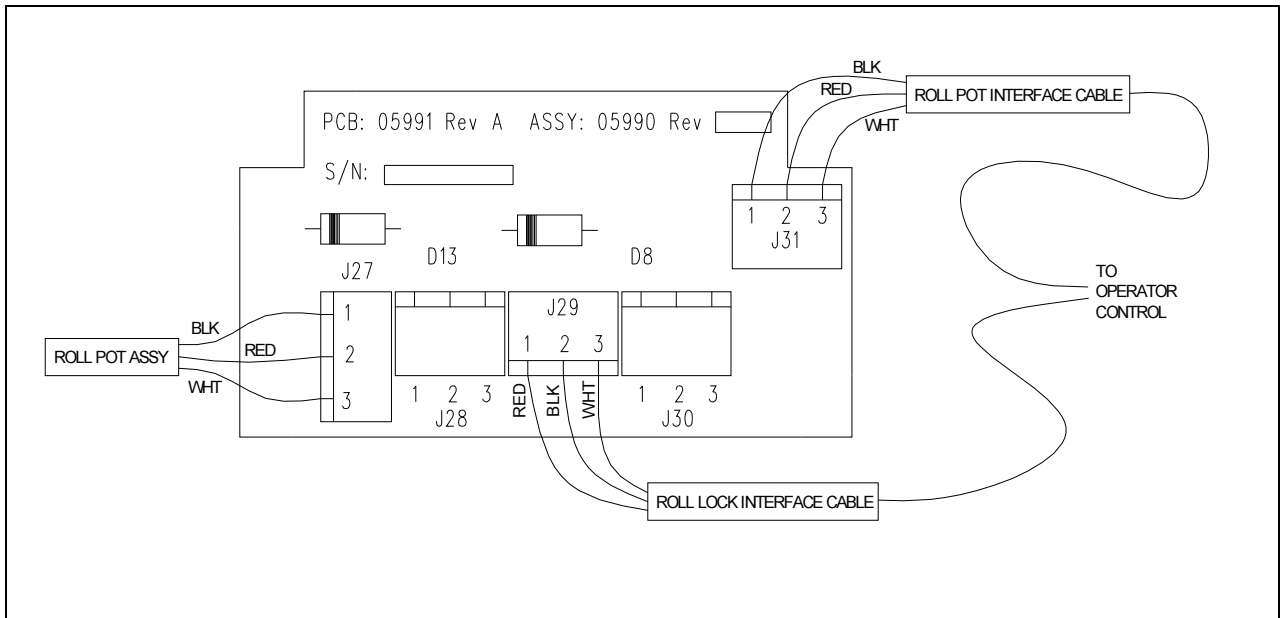 BLK
RED
WHT
ROLL POT INTERFACE CABLE
PCB: 05991 Rev A ASSY: 05990 Rev
S/N:
1 2 3
J31
D13
D8
J27
1
2
3
J29
1 2 3
BLK
RED
WHT
ROLL POT ASSY
1 2 3
J28
RED
BLK
WHT
1 2 3
J30
TO
OPERATOR
CONTROL
ROLL LOCK INTERFACE CABLE